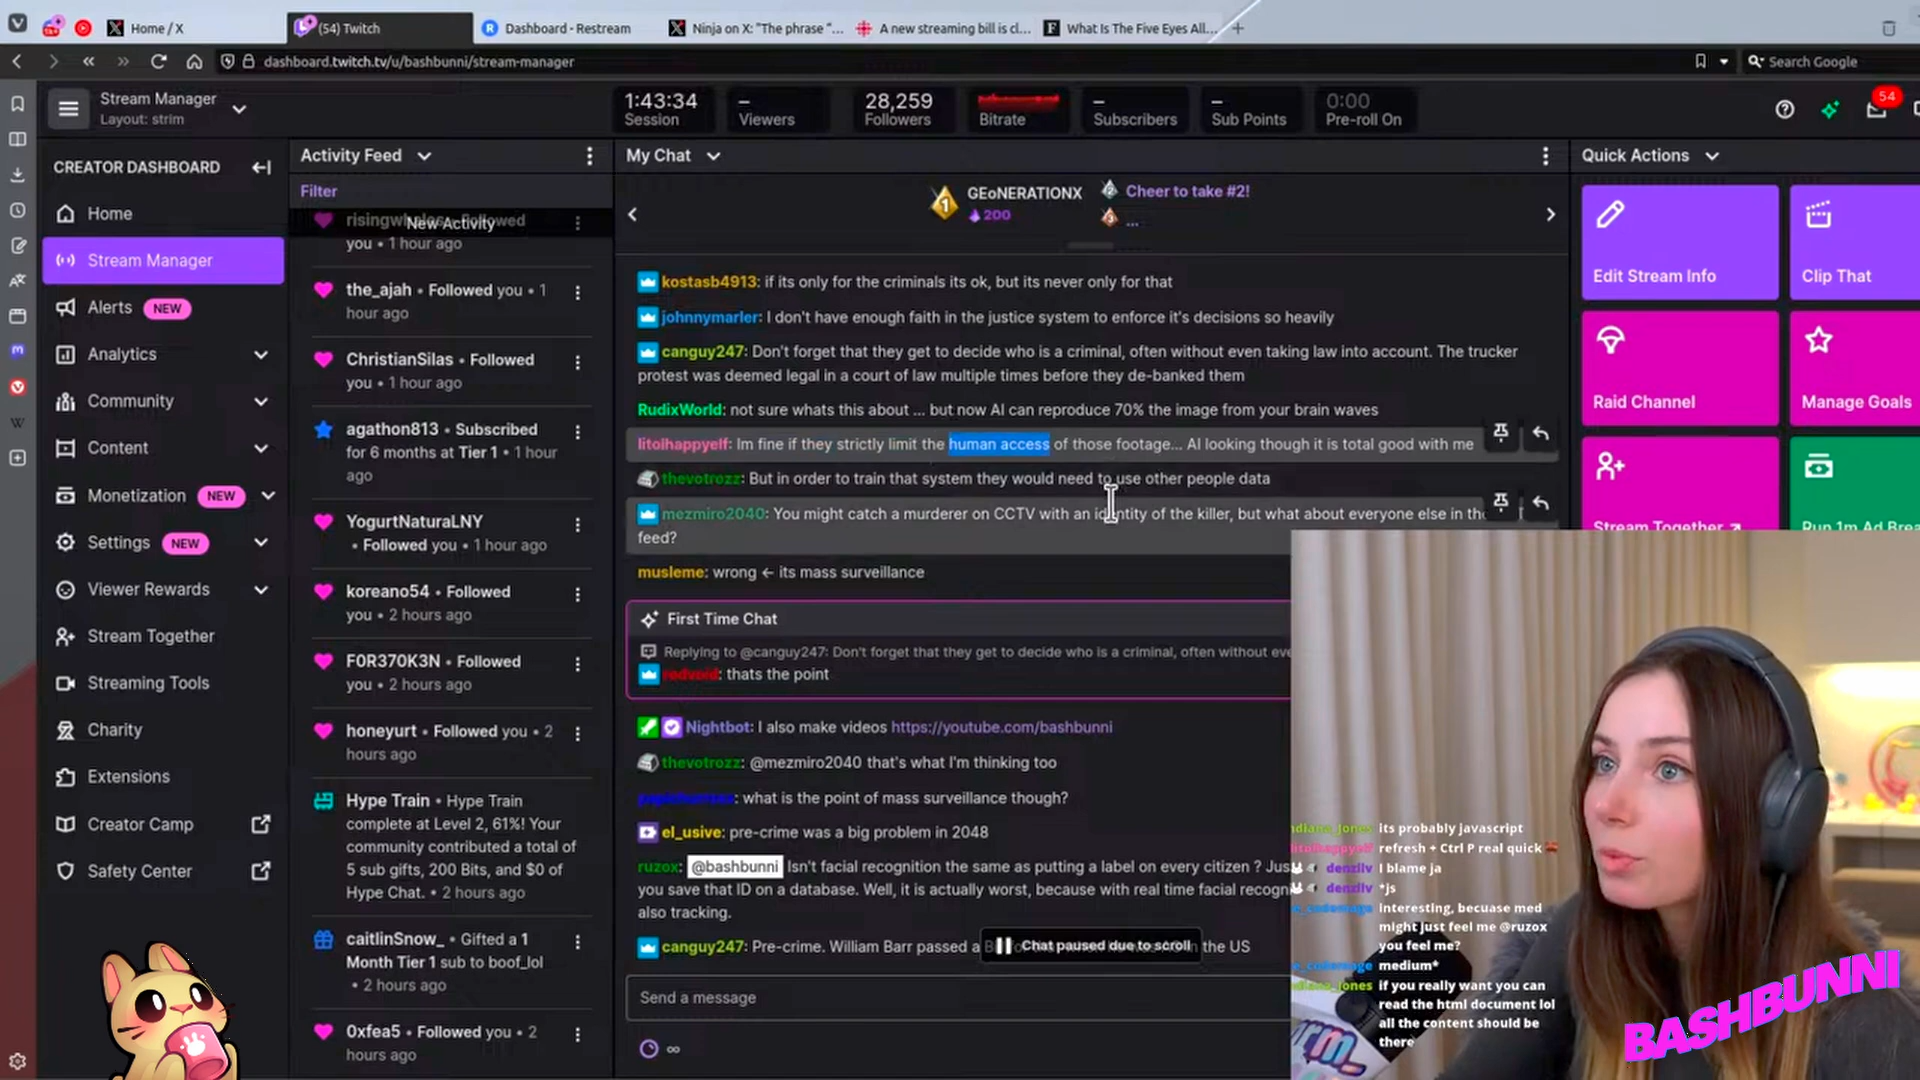 Home / X
(54) Twitch
Dashboard - Restream
Ninja on X: "The phrase "...
A new streaming bill is cl...
What Is The Five Eyes All...
dashboard.twitch.tv/u/bashbunni/stream-manager
Search Google
Stream Manager
Layout: strim
1:43:34
Session
–
Viewers
28,259
Followers
Bitrate
–
Subscribers
–
Sub Points
0:00
Pre-roll On
54
CREATOR DASHBOARD
Home
Stream Manager
Alerts NEW
Analytics
Community
Content
Monetization NEW
Settings NEW
Viewer Rewards
Stream Together
Streaming Tools
Charity
Extensions
Creator Camp
Safety Center
Activity Feed
Filter
New Activity
you • 1 hour ago
the_ajah • Followed you • 1
hour ago
ChristianSilas • Followed
you • 1 hour ago
agathon813 • Subscribed
for 6 months at Tier 1 • 1 hour
ago
YogurtNaturaLNY
• Followed you • 1 hour ago
koreano54 • Followed
you • 2 hours ago
F0R370K3N • Followed
you • 2 hours ago
honeyurt • Followed you • 2
hours ago
Hype Train • Hype Train
complete at Level 2, 61%! Your
community contributed a total of
5 sub gifts, 200 Bits, and $0 of
Hype Chat. • 2 hours ago
caitlinSnow_ • Gifted a 1
Month Tier 1 sub to boof_lol
• 2 hours ago
0xfea5 • Followed you • 2
hours ago
My Chat
1 GEoNERATIONX
200
2 Cheer to take #2!
3 ...
kostasb4913: if its only for the criminals its ok, but its never only for that
johnnymarler: I don't have enough faith in the justice system to enforce it's decisions so heavily
canguy247: Don't forget that they get to decide who is a criminal, often without even taking law into account. The trucker
protest was deemed legal in a court of law multiple times before they de-banked them
RudixWorld: not sure whats this about ... but now AI can reproduce 70% the image from your brain waves
litolhappyelf: Im fine if they strictly limit the human access of those footage... AI looking though it is total good with me
thevotrozz: But in order to train that system they would need to use other people data
mezmiro2040: You might catch a murderer on CCTV with an identity of the killer, but what about everyone else in the
feed?
musleme: wrong ← its mass surveillance
First Time Chat
Replying to @canguy247: Don't forget that they get to decide who is a criminal, often without eve
redvoid: thats the point
Nightbot: I also make videos https://youtube.com/bashbunni
thevotrozz: @mezmiro2040 that's what I'm thinking too
: what is the point of mass surveillance though?
el_usive: pre-crime was a big problem in 2048
ruzox: @bashbunni Isn't facial recognition the same as putting a label on every citizen ? Jus
you save that ID on a database. Well, it is actually worst, because with real time facial recogn
also tracking.
canguy247: Pre-crime. William Barr passed a the US
Chat paused due to scroll
Send a message
∞
Quick Actions
Edit Stream Info
Clip That
Raid Channel
Manage Goals
Stream Together
Run 1m Ad Brea
ndiana_jones its probably javascript
litolhappyelf refresh + Ctrl P real quick
denzilv I blame ja
denzilv *js
e_codemage Interesting, becuase med
might just feel me @ruzox
you feel me?
e_codemage medium*
ndiana_jones if you really want you can
read the html document lol
all the content should be
there
BASHBUNNI